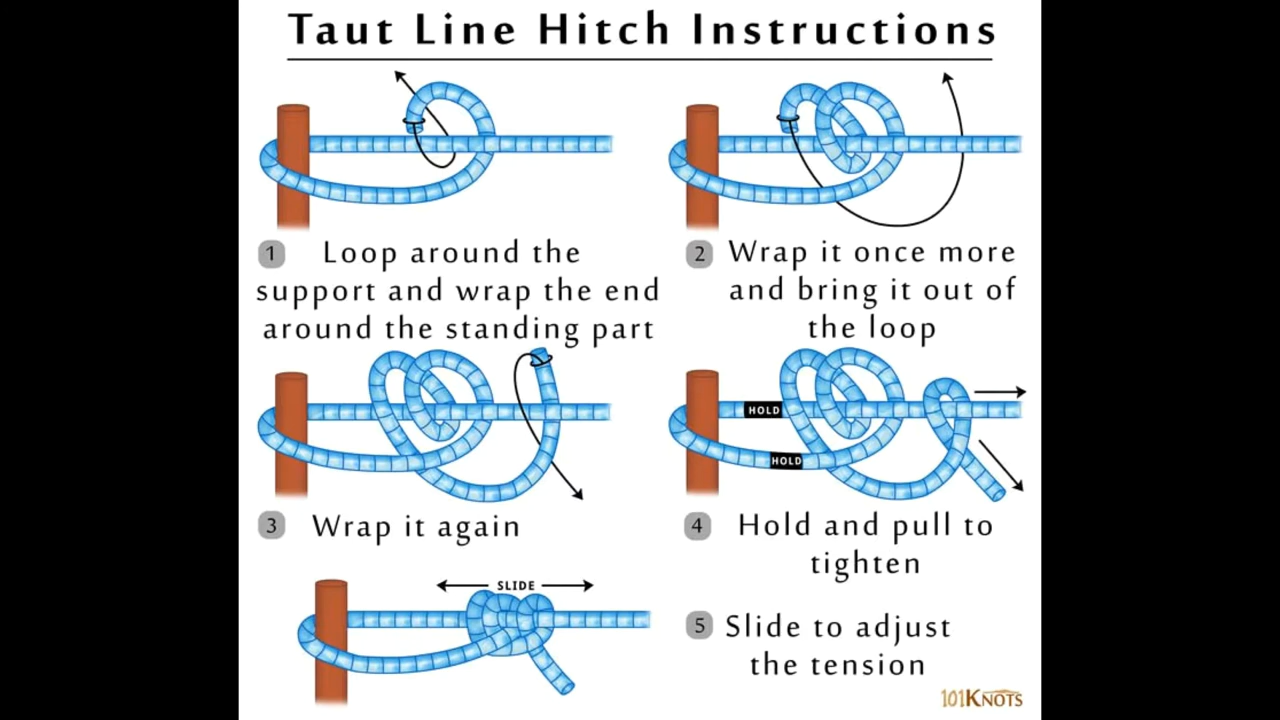 Taut Line Hitch Instructions
1 Loop around the
support and wrap the end
around the standing part
2 Wrap it once more
and bring it out of
the loop
3 Wrap it again
HOLD
HOLD
4 Hold and pull to
tighten
SLIDE
5 Slide to adjust
the tension
101KNOTS